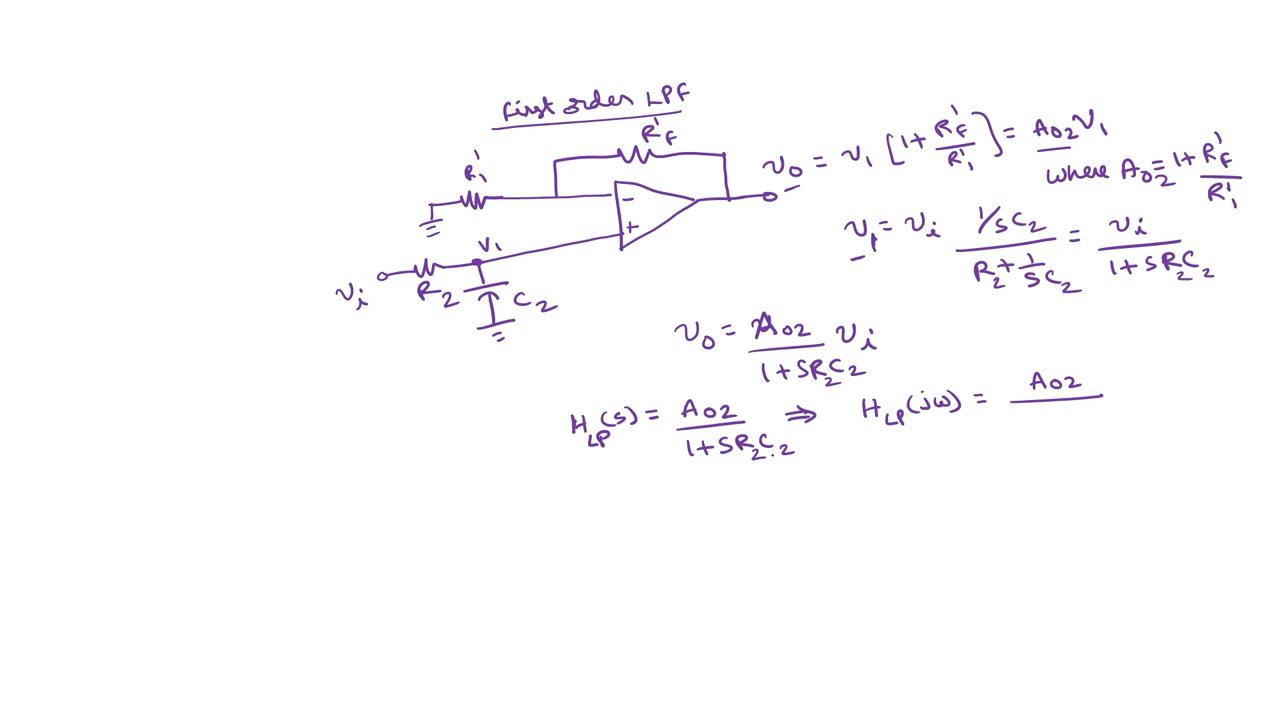 First order LPF
R'F
R'1
V1
vi
R2
C2
-
+
vo = v1 [1 + R'F/R'1] = Ao2 v1
where Ao2 = 1 + R'F/R'1
v1 = vi (1/SC2)/(R2 + 1/SC2) = vi/(1 + SR2C2)
vo = Ao2/(1 + SR2C2) vi
HLP(s) = Ao2/(1 + SR2C2) ⇒ HLP(jω) = Ao2